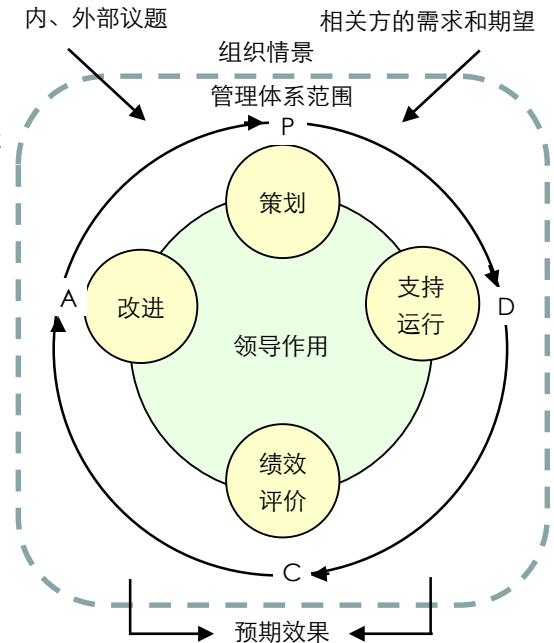 内、外部议题
相关方的需求和期望
组织情景
管理体系范围
P
策划
A
改进
支持
运行
D
领导作用
绩效
评价
C
预期效果